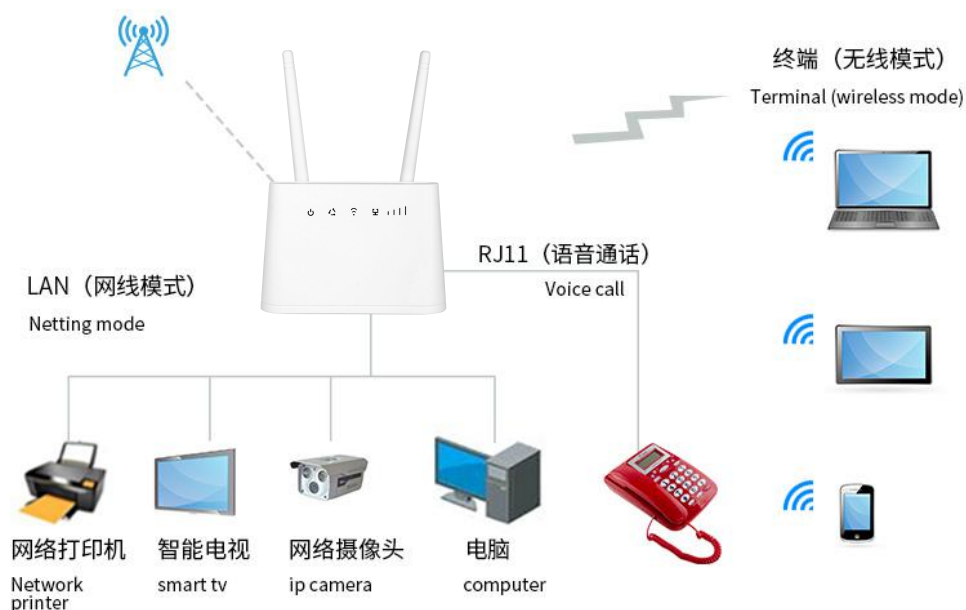 终端（无线模式）
Terminal (wireless mode)
RJ11（语音通话）
Voice call
LAN（网线模式）
Netting mode
网络打印机
Network
printer
智能电视
smart tv
网络摄像头
ip camera
电脑
computer